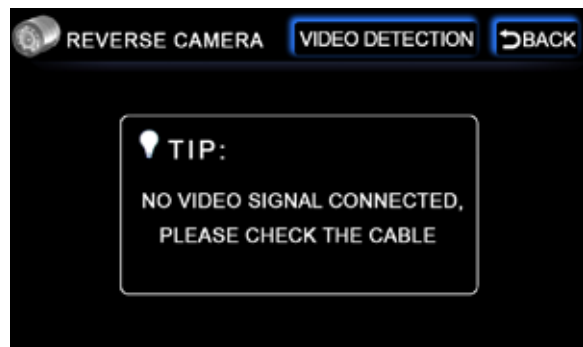 REVERSE CAMERA VIDEO DETECTION BACK
TIP:
NO VIDEO SIGNAL CONNECTED,
PLEASE CHECK THE CABLE